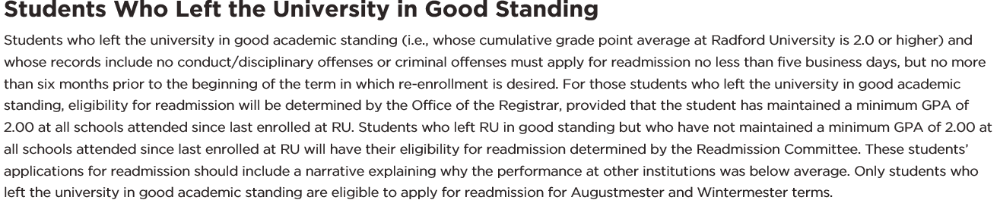 Students Who Left the University in Good Standing
Students who left the university in good academic standing (i.e., whose cumulative grade point average at Radford University is 2.0 or higher) and
whose records include no conduct/disciplinary offenses or criminal offenses must apply for readmission no less than five business days, but no more
than six months prior to the beginning of the term in which re-enrollment is desired. For those students who left the university in good academic
standing, eligibility for readmission will be determined by the Office of the Registrar, provided that the student has maintained a minimum GPA of
2.00 at all schools attended since last enrolled at RU. Students who left RU in good standing but who have not maintained a minimum GPA of 2.00 at
all schools attended since last enrolled at RU will have their eligibility for readmission determined by the Readmission Committee. These students’
applications for readmission should include a narrative explaining why the performance at other institutions was below average. Only students who
left the university in good academic standing are eligible to apply for readmission for Augustmester and Wintermester terms.